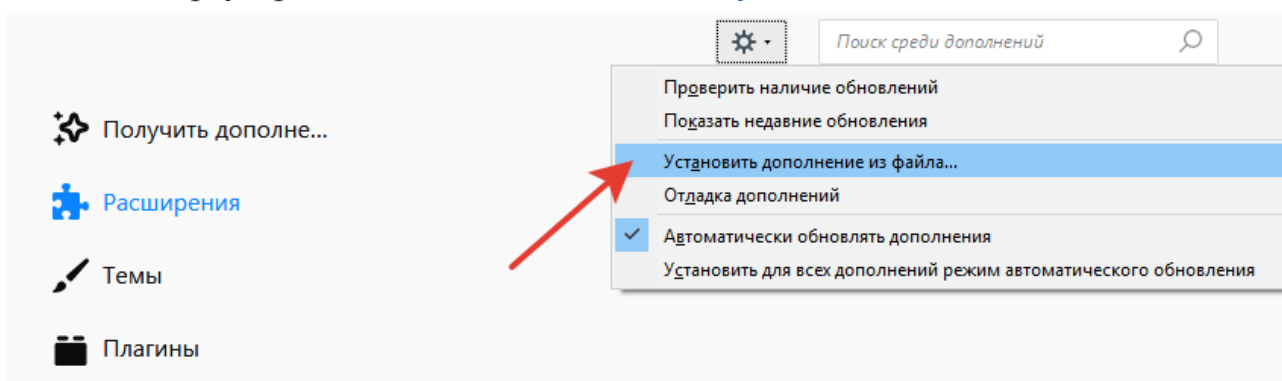 Поиск среди дополнений
Проверить наличие обновлений
Показать недавние обновления
Установить дополнение из файла...
Отладка дополнений
Автоматически обновлять дополнения
Установить для всех дополнений режим автоматического обновления
Получить дополне...
Расширения
Темы
Плагины